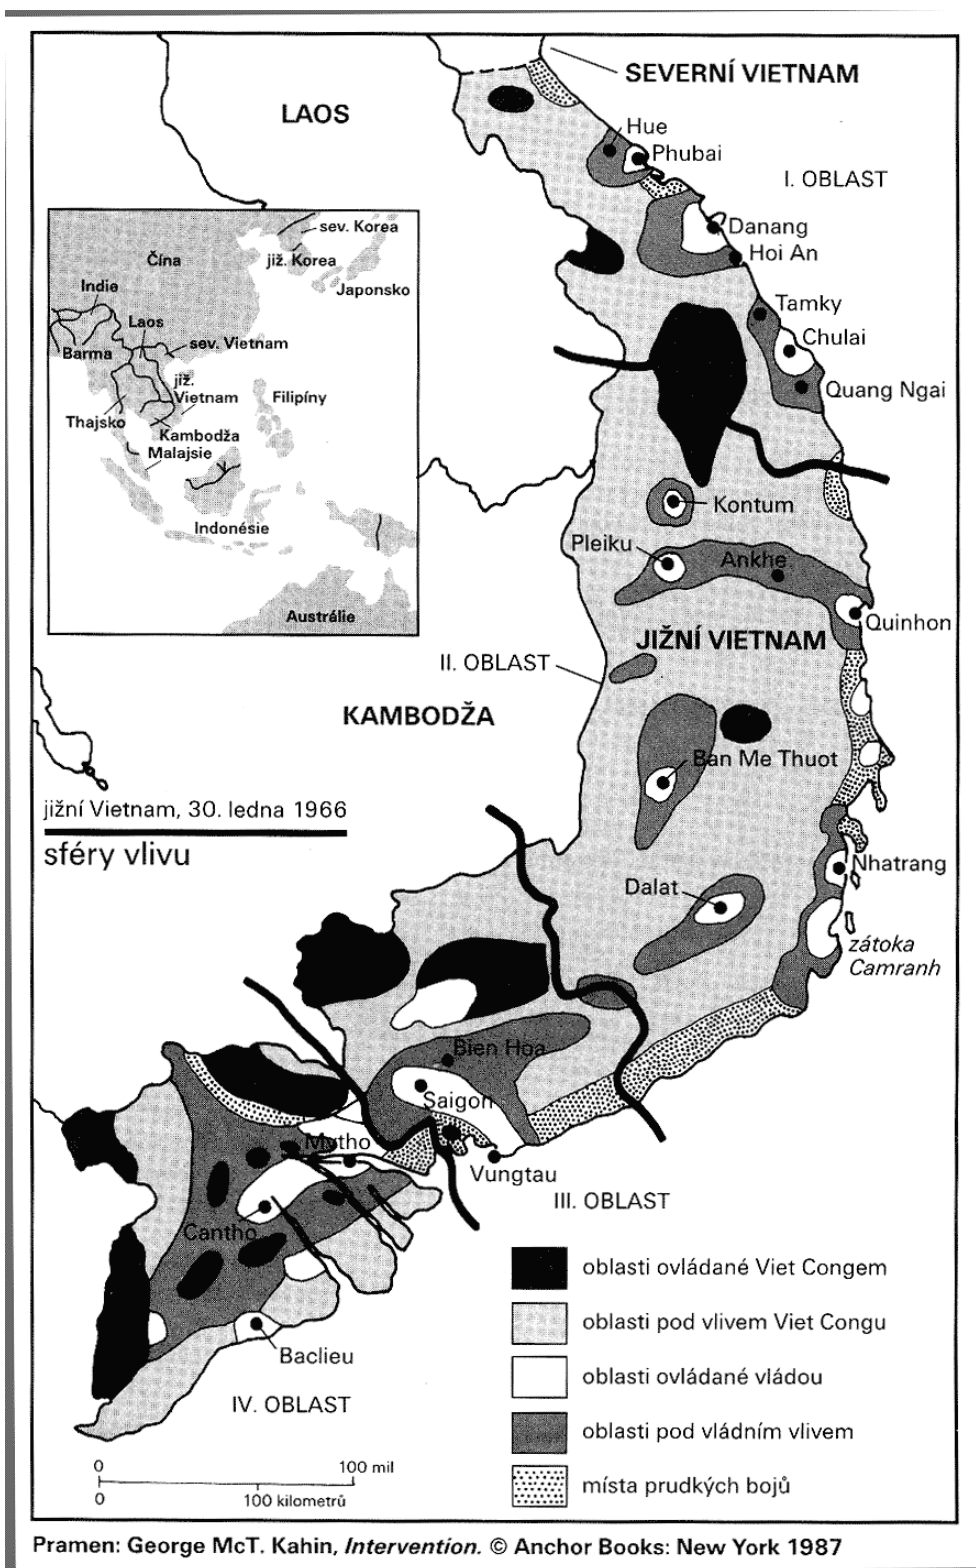 SEVERNÍ VIETNAM
LAOS
Hue
Phubai
I. OBLAST
Danang
Hoi An
Tamky
Chulai
Quang Ngai
Kontum
Pleiku
Ankhe
Quinhon
JIŽNÍ VIETNAM
II. OBLAST
KAMBODŽA
Ban Me Thuot
Nhatrang
Dalat
zátoka
Camranh
sev. Korea
Čína
již. Korea
Japonsko
Indie
Laos
sev. Vietnam
Barma
již.
Vietnam
Filipíny
Thajsko
Kambodža
Malajsie
Indonésie
Austrálie
jižní Vietnam, 30. ledna 1966
sféry vlivu
Bien Hoa
Saigon
Mytho
Vungtau
III. OBLAST
Cantho
Baclieu
IV. OBLAST
oblasti ovládané Viet Congem
oblasti pod vlivem Viet Congu
oblasti ovládané vládou
oblasti pod vládním vlivem
místa prudkých bojů
0 100 mil
0 100 kilometrů
Pramen: George McT. Kahin, Intervention. © Anchor Books: New York 1987